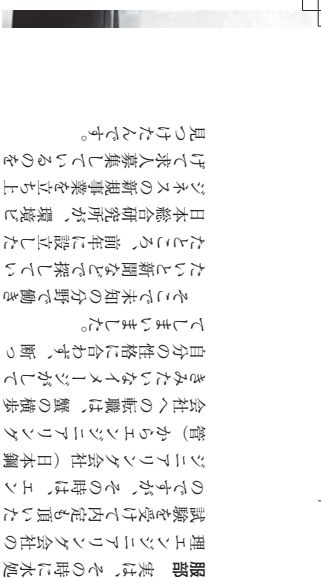 服部　実は、その時に水処
理エンジニアリング会社の
試験を受けて内定も頂いた
のですが、その時は、エン
ジニアリング会社（日本鋼
管）からエンジニアリング
会社への転職は、蟹の横歩
きみたいなイメージがして
自分の性格に合わず、断っ
てしまいました。
そこで未知の分野で働き
たいと新聞などで探してい
たところ、前年に設立した
日本総合研究所が、環境ビ
ジネスの新規事業を立ち上
げて求人募集しているのを
見つけたんです。